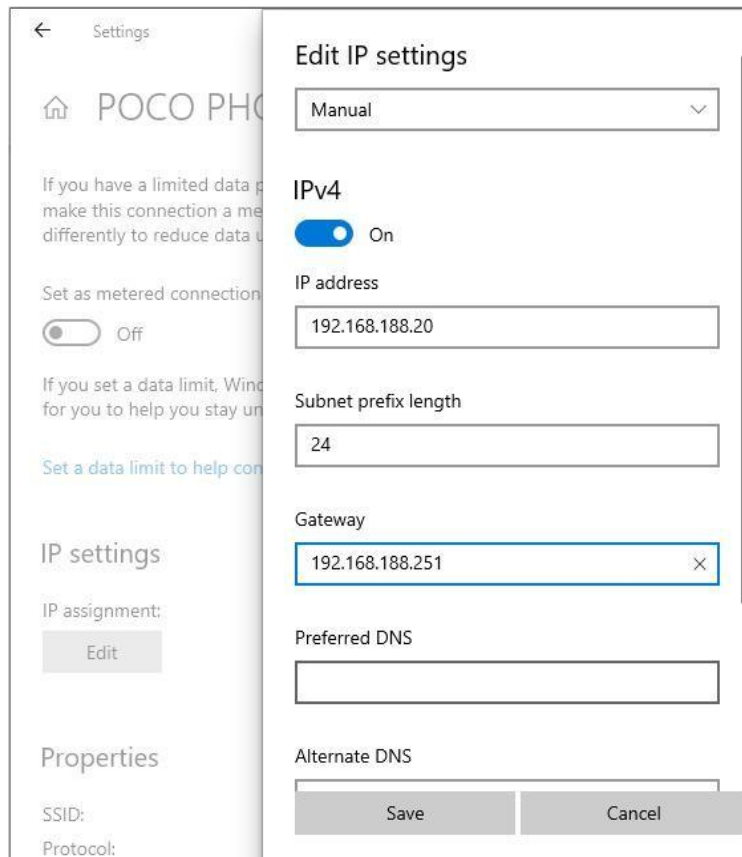 Settings
POCO PHO
If you have a limited data p
make this connection a me
differently to reduce data u
Set as metered connection
Off
If you set a data limit, Wind
for you to help you stay un
Set a data limit to help con
IP settings
IP assignment:
Edit
Properties
SSID:
Protocol:
Edit IP settings
Manual
IPv4
On
IP address
192.168.188.20
Subnet prefix length
24
Gateway
192.168.188.251
Preferred DNS
Alternate DNS
Save
Cancel